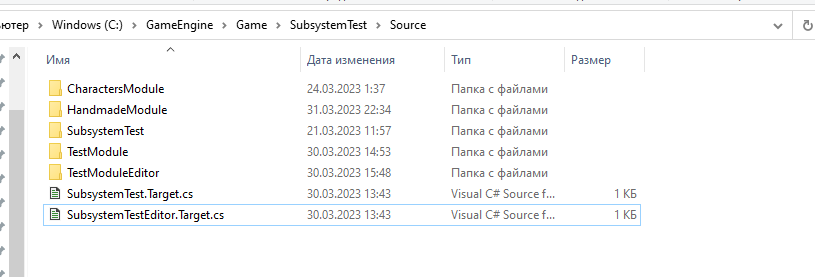 ьютер > Windows (C:) > GameEngine > Game > SubsystemTest > Source
Имя Дата изменения Тип Размер
CharactersModule 24.03.2023 1:37 Папка с файлами
HandmadeModule 31.03.2023 22:34 Папка с файлами
SubsystemTest 21.03.2023 11:57 Папка с файлами
TestModule 30.03.2023 14:53 Папка с файлами
TestModuleEditor 30.03.2023 15:48 Папка с файлами
SubsystemTest.Target.cs 30.03.2023 13:43 Visual C# Source f... 1 КБ
SubsystemTestEditor.Target.cs 30.03.2023 13:43 Visual C# Source f... 1 КБ